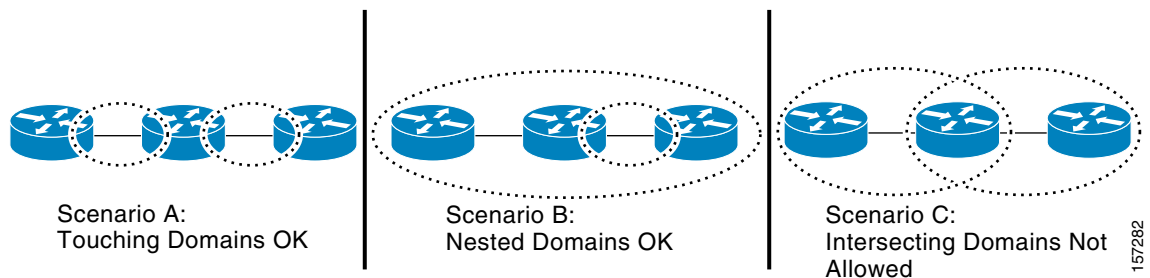 Scenario A:
Touching Domains OK
Scenario B:
Nested Domains OK
Scenario C:
Intersecting Domains Not
Allowed
157282